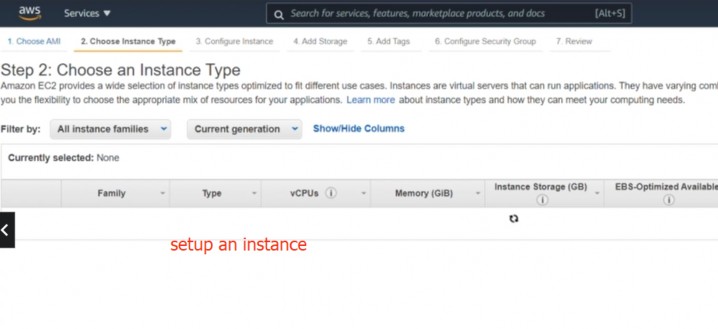 aws
Services
Search for services, features, marketplace products, and docs
[Alt+S]
1. Choose AMI
2. Choose Instance Type
3. Configure Instance
4. Add Storage
5. Add Tags
6. Configure Security Group
7. Review
Step 2: Choose an Instance Type
Amazon EC2 provides a wide selection of instance types optimized to fit different use cases. Instances are virtual servers that can run applications. They have varying com
you the flexibility to choose the appropriate mix of resources for your applications. Learn more about instance types and how they can meet your computing needs.
Filter by:
All instance families
Current generation
Show/Hide Columns
Currently selected: None
Family
Type
vCPUs
Memory (GiB)
Instance Storage (GB)
EBS-Optimized Available
setup an instance